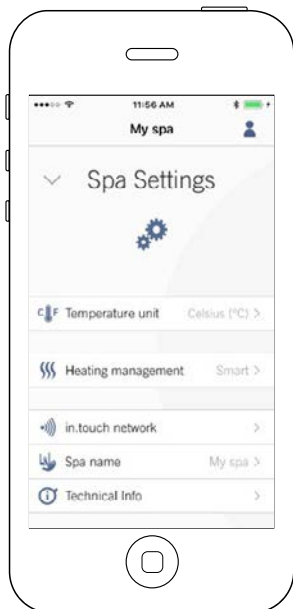 11:56 AM
My spa
Spa Settings
C F Temperature unit Celsius (°C) >
Heating management Smart >
in.touch network >
Spa name My spa >
Technical Info >